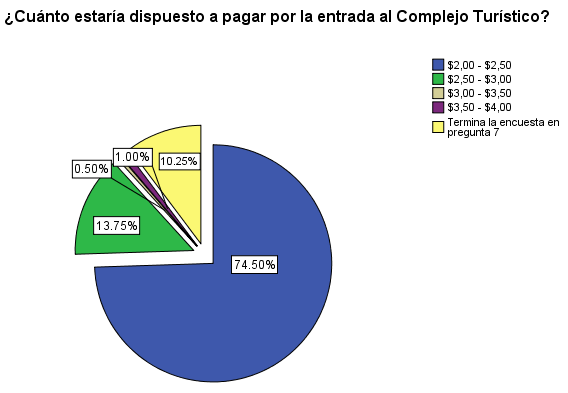 ¿Cuánto estaría dispuesto a pagar por la entrada al Complejo Turístico?
$2,00 - $2,50
$2,50 - $3,00
$3,00 - $3,50
$3,50 - $4,00
Termina la encuesta en
pregunta 7
1.00%
10.25%
0.50%
13.75%
74.50%